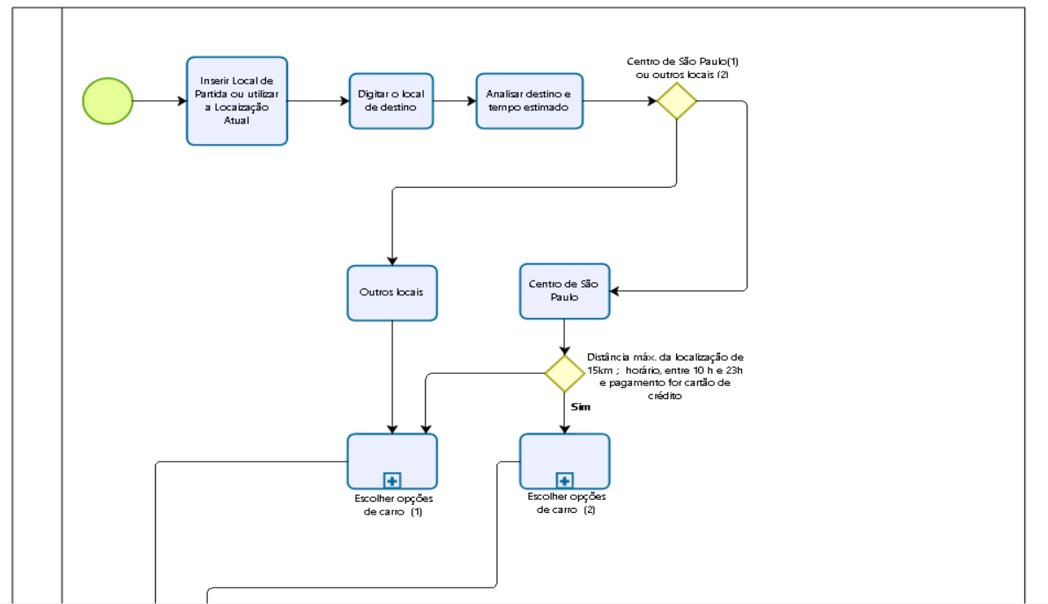 Inserir Local de
Partida ou utilizar
a Locaização
Atual
Digitar o local
de destino
Analisar destino e
tempo estimado
Centro de São Paulo(1)
ou outros locais (2)
Outros locais
Centro de São
Paulo
Distância máx. da localização de
15km ; horário, entre 10 h e 23h
e pagamento for cartão de
crédito
Sim
Escolher opções
de carro (1)
Escolher opções
de carro (2)